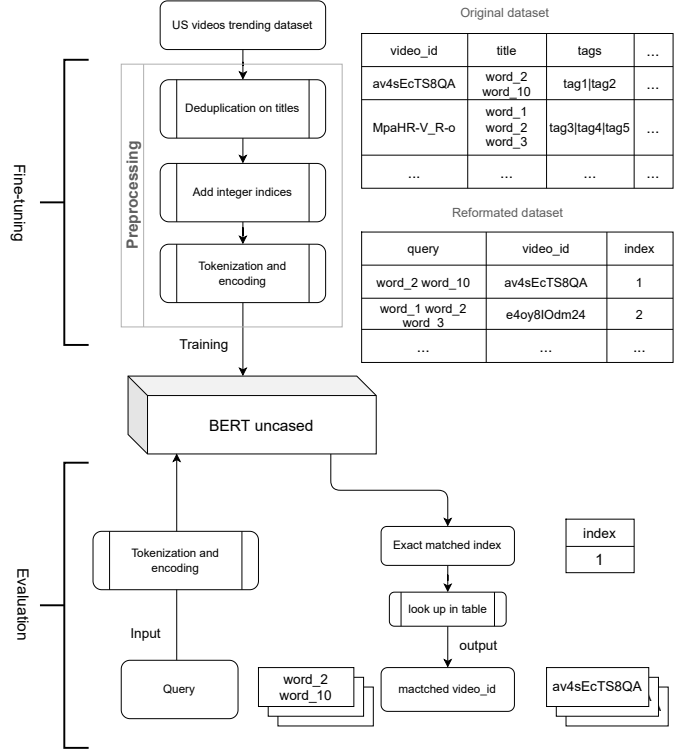 US videos trending dataset
Fine-tuning
Preprocessing
Deduplication on titles
Add integer indices
Tokenization and
encoding
Training
Original dataset
video_id title tags ...
av4sEcTS8QA word_2
word_10 tag1|tag2 ...
MpaHR-V_R-o word_1
word_2
word_3 tag3|tag4|tag5 ...
... ... ... ...
Reformated dataset
query video_id index
word_2 word_10 av4sEcTS8QA 1
word_1 word_2
word_3 e4oy8IOdm24 2
... ... ...
BERT uncased
Evaluation
Tokenization and
encoding
Input
Query
word_2
word_10
Exact matched index
look up in table
output
mactched video_id
index
1
av4sEcTS8QA